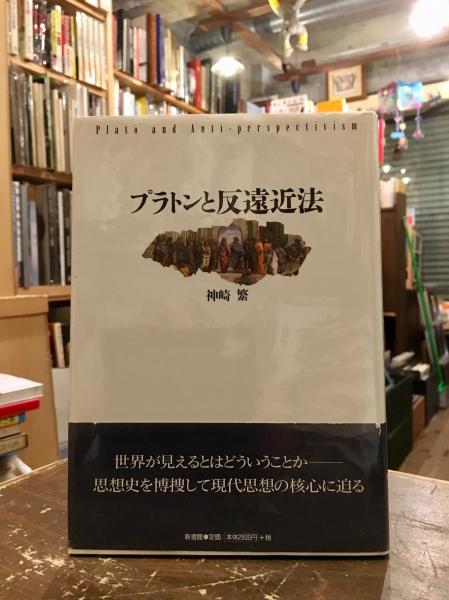 Plato and Anti-perspectivism
プラトンと反遠近法
神崎 繁
世界が見えるとはどういうことか——
思想史を博捜して現代思想の核心に迫る
新書館●定価：本体2800円＋税